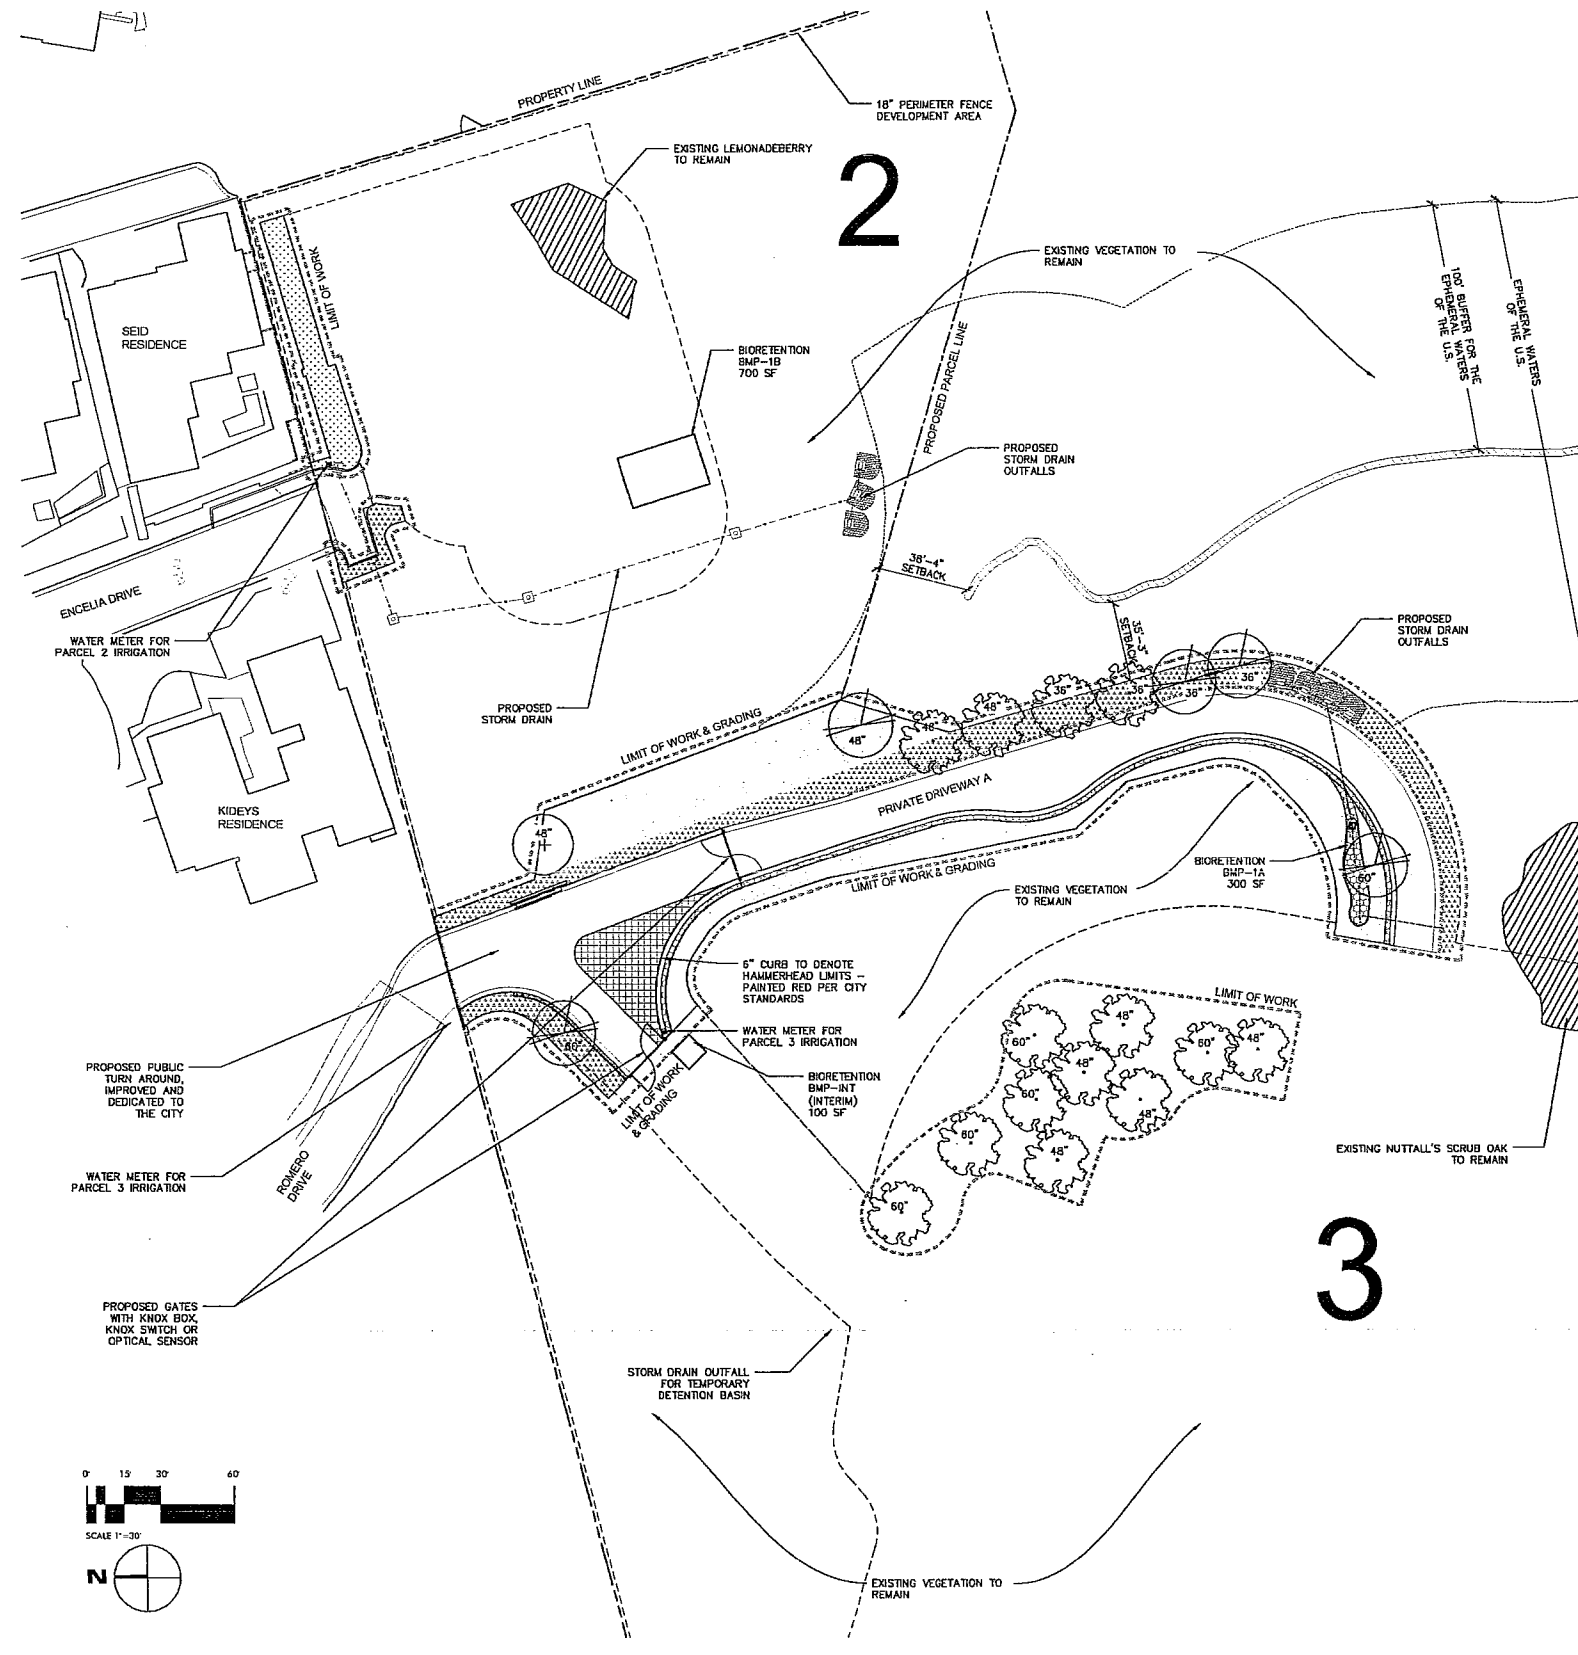 PROPERTY LINE
18" PERIMETER FENCE
DEVELOPMENT AREA
EXISTING LEMONADEBERRY
TO REMAIN
2
EXISTING VEGETATION TO
REMAIN
100' BUFFER FOR THE
EPHEMERAL WATERS
OF THE U.S.
EPHEMERAL WATERS
OF THE U.S.
LIMIT OF WORK
SEID
RESIDENCE
BIORETENTION
BMP-1B
700 SF
PROPOSED PARCEL LINE
PROPOSED
STORM DRAIN
OUTFALLS
38'-4"
SETBACK
ENCELIA DRIVE
35'-3"
SETBACK
PROPOSED
STORM DRAIN
OUTFALLS
WATER METER FOR
PARCEL 2 IRRIGATION
PROPOSED
STORM DRAIN
LIMIT OF WORK & GRADING
48"
48"
48"
36"
36"
36"
36"
KIDEYS
RESIDENCE
48"
PRIVATE DRIVEWAY A
LIMIT OF WORK & GRADING
EXISTING VEGETATION
TO REMAIN
BIORETENTION
BMP-1A
300 SF
60"
6" CURB TO DENOTE
HAMMERHEAD LIMITS -
PAINTED RED PER CITY
STANDARDS
WATER METER FOR
PARCEL 3 IRRIGATION
60"
BIORETENTION
BMP-INT
(INTERIM)
100 SF
LIMIT OF WORK
& GRADING
LIMIT OF WORK
60"
48"
48"
60"
48"
60"
48"
60"
48"
60"
PROPOSED PUBLIC
TURN AROUND,
IMPROVED AND
DEDICATED TO
THE CITY
EXISTING NUTTALL'S SCRUB OAK
TO REMAIN
WATER METER FOR
PARCEL 3 IRRIGATION
ROMERO
DRIVE
3
PROPOSED GATES
WITH KNOX BOX,
KNOX SWITCH OR
OPTICAL SENSOR
STORM DRAIN OUTFALL
FOR TEMPORARY
DETENTION BASIN
0' 15' 30' 60'
SCALE 1"=30'
N
EXISTING VEGETATION TO
REMAIN